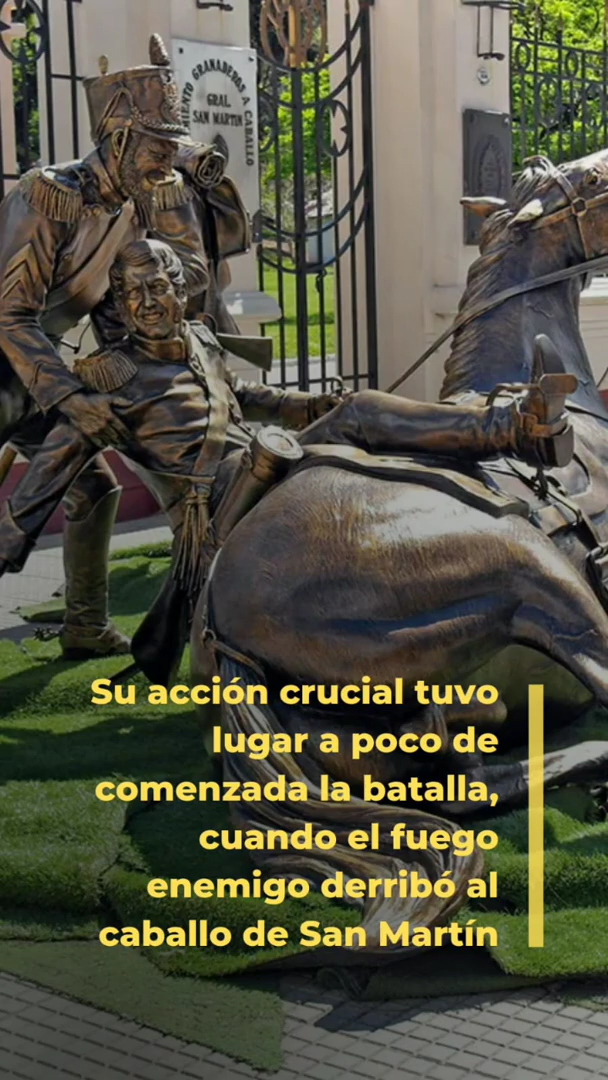 MIENTO GRANADEROS A CABALLO
GRAL.
SAN MARTIN
Su acción crucial tuvo
lugar a poco de
comenzada la batalla,
cuando el fuego
enemigo derribó al
caballo de San Martín